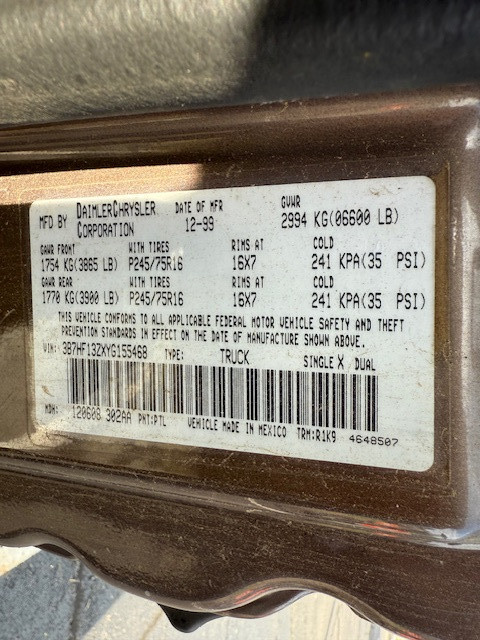 MFD BY DAIMLERCHRYSLER CORPORATION DATE OF MFR 12-99 GVWR 2994 KG(06600 LB)
GAWR FRONT WITH TIRES RIMS AT COLD
1754 KG(3865 LB) P245/75R16 16X7 241 KPA(35 PSI)
GAWR REAR WITH TIRES RIMS AT COLD
1770 KG(3900 LB) P245/75R16 16X7 241 KPA(35 PSI)
THIS VEHICLE CONFORMS TO ALL APPLICABLE FEDERAL MOTOR VEHICLE SAFETY AND THEFT
PREVENTION STANDARDS IN EFFECT ON THE DATE OF MANUFACTURE SHOWN ABOVE.
VIN: 3B7HF13ZXYG155468 TYPE: TRUCK SINGLE X DUAL
MDH: 120608 302AA PNT:PTL VEHICLE MADE IN MEXICO TRM:R1K9 4648507